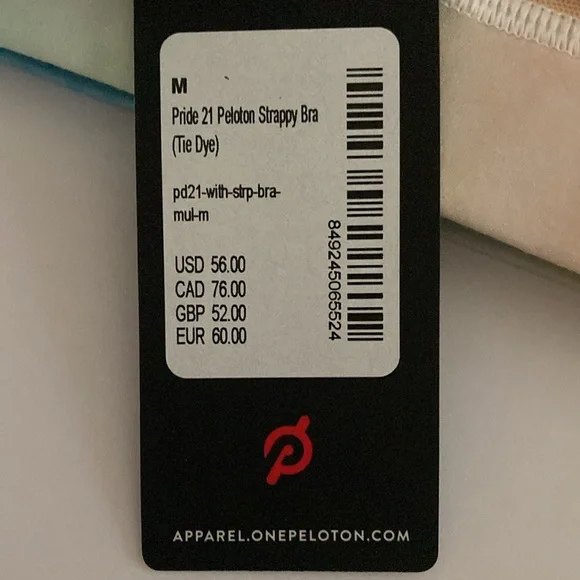 M
Pride 21 Peloton Strappy Bra
(Tie Dye)
pd21-with-strp-bra-
mul-m
USD 56.00
CAD 76.00
GBP 52.00
EUR 60.00
849245065524
APPAREL.ONEPELOTON.COM